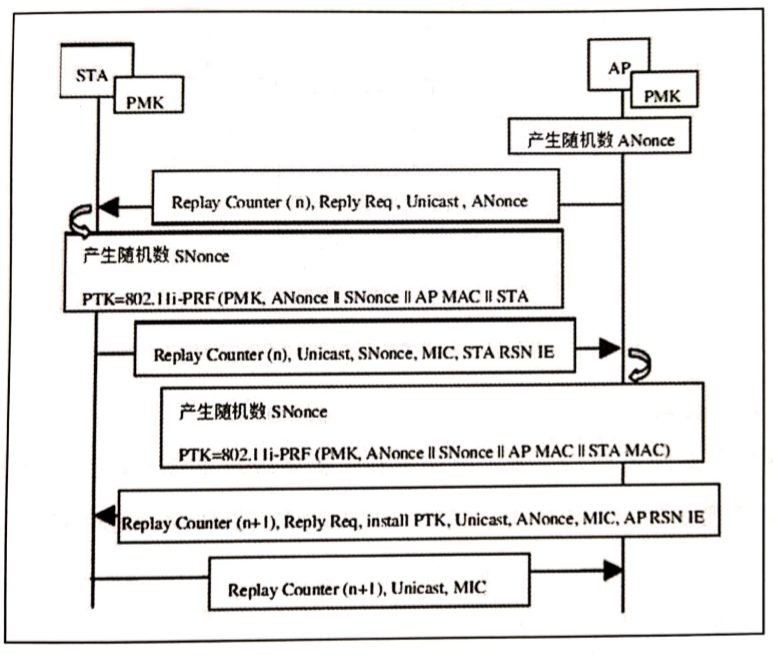 STA
PMK
AP
PMK
产生随机数 ANonce
Replay Counter ( n), Reply Req , Unicast , ANonce
产生随机数 SNonce
PTK=802.11i-PRF (PMK, ANonce || SNonce || AP MAC || STA
Replay Counter (n), Unicast, SNonce, MIC, STA RSN IE
产生随机数 SNonce
PTK=802.11i-PRF (PMK, ANonce || SNonce || AP MAC || STA MAC)
Replay Counter (n+1), Reply Req, install PTK, Unicast, ANonce, MIC, AP RSN IE
Replay Counter (n+1), Unicast, MIC